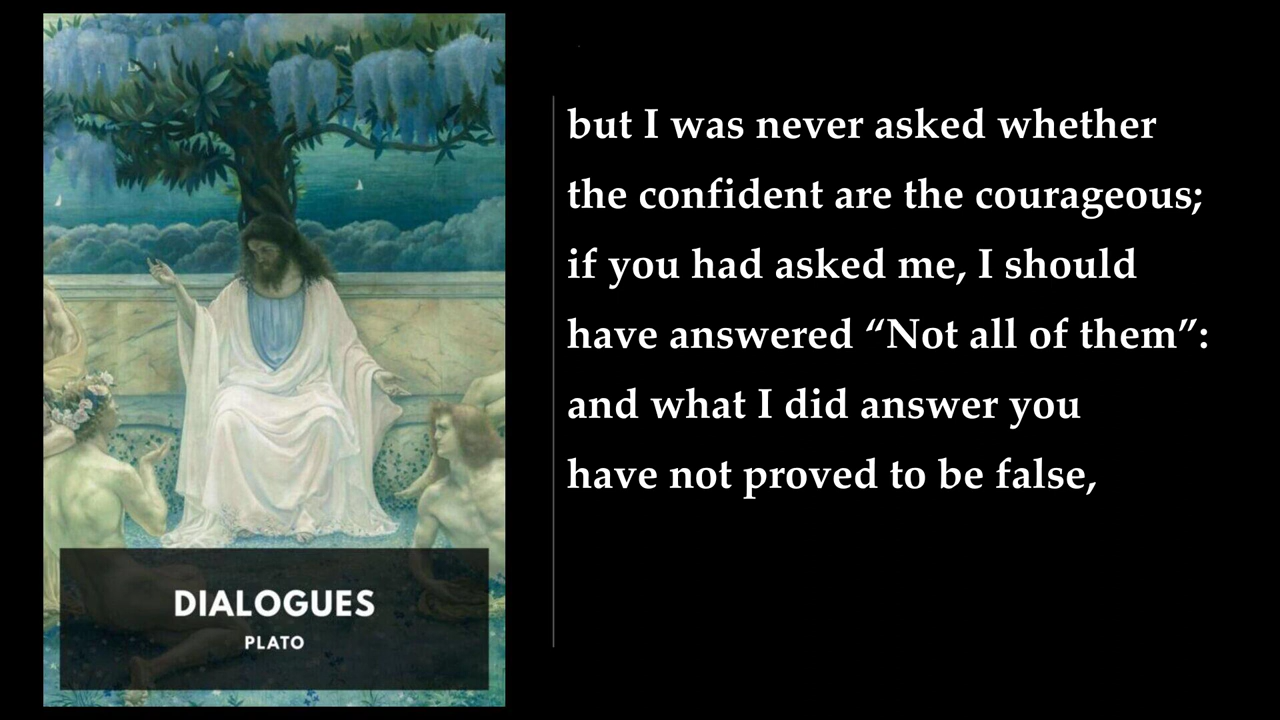 DIALOGUES
PLATO
but I was never asked whether
the confident are the courageous;
if you had asked me, I should
have answered “Not all of them”:
and what I did answer you
have not proved to be false,